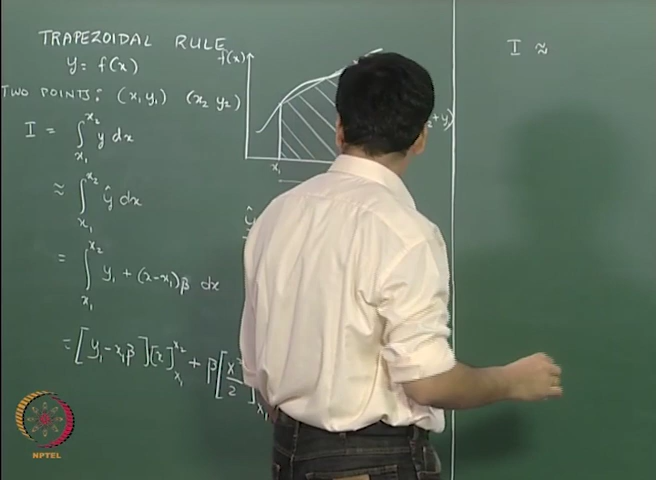 TRAPEZOIDAL RULE
y = f(x)
TWO POINTS: (x₁ y₁) (x₂ y₂)
I = ∫_{x₁}^{x₂} y dx
≈ ∫_{x₁}^{x₂} ŷ dx
= ∫_{x₁}^{x₂} y₁ + (x-x₁)β dx
= [y₁-x₁β][x]_{x₁}^{x₂} + β[x²/2]_{x₁}
f(x)
x₁
ŷ
+ y)
I ≈
NPTEL